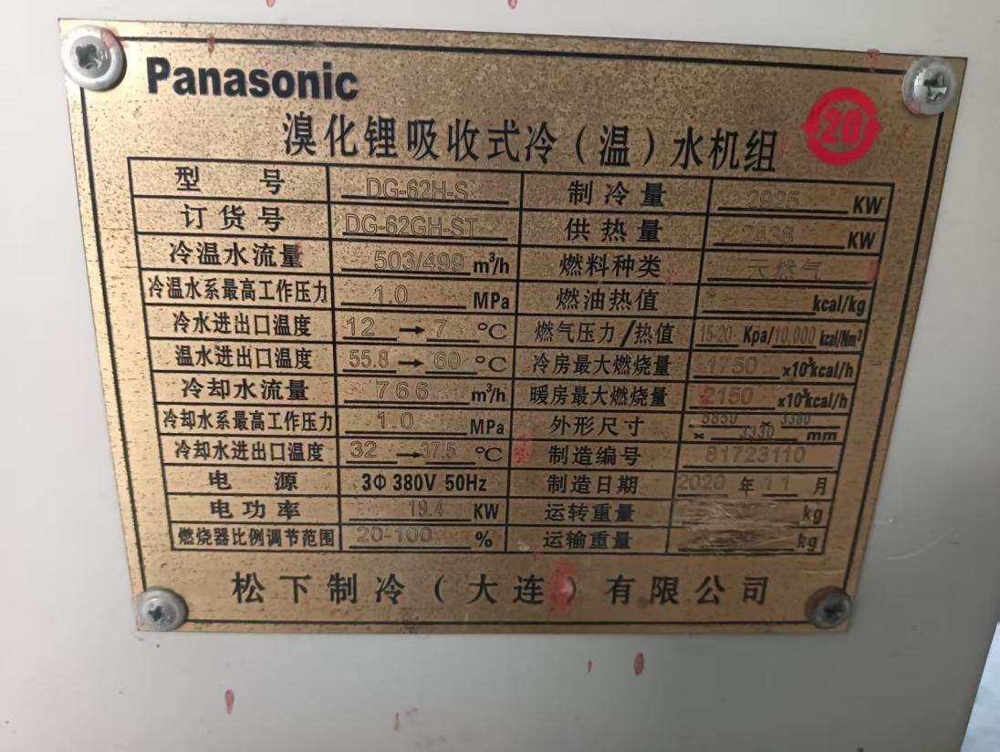 Panasonic
溴化锂吸收式冷(温)水机组
20
型 号 DG-62H-S 制冷量 2925 KW
订货号 DG-62GH-ST 供热量 2438 KW
冷温水流量 503/499 m³/h 燃料种类 天然气
冷温水系最高工作压力 1.0 MPa 燃油热值 kcal/kg
冷水进出口温度 12 → 7 ℃ 燃气压力/热值 15-20 Kpa/10,000 kcal/Nm³
温水进出口温度 55.8 → 60 ℃ 冷房最大燃烧量 1750 x10³kcal/h
冷却水流量 766 m³/h 暖房最大燃烧量 2150 x10³kcal/h
冷却水系最高工作压力 1.0 MPa 外形尺寸 5850 × 3380 × 3330 mm
冷却水进出口温度 32 → 37.5 ℃ 制造编号 81723110
电 源 3Φ 380V 50Hz 制造日期 2020 年 11 月
电功率 19.4 KW 运转重量 kg
燃烧器比例调节范围 20-100 % 运输重量 kg
松下制冷(大连)有限公司